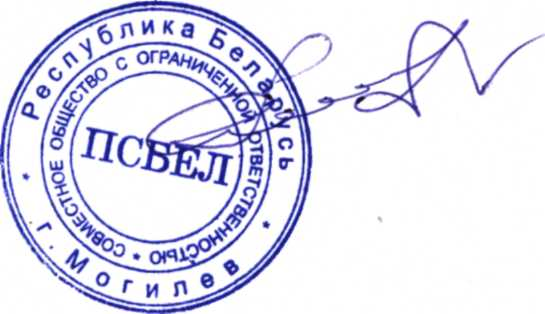 Республика Беларусь
* г. Могилев *
СОВМЕСТНОЕ ОБЩЕСТВО С ОГРАНИЧЕННОЙ ОТВЕТСТВЕННОСТЬЮ *
ПСБЕЛ